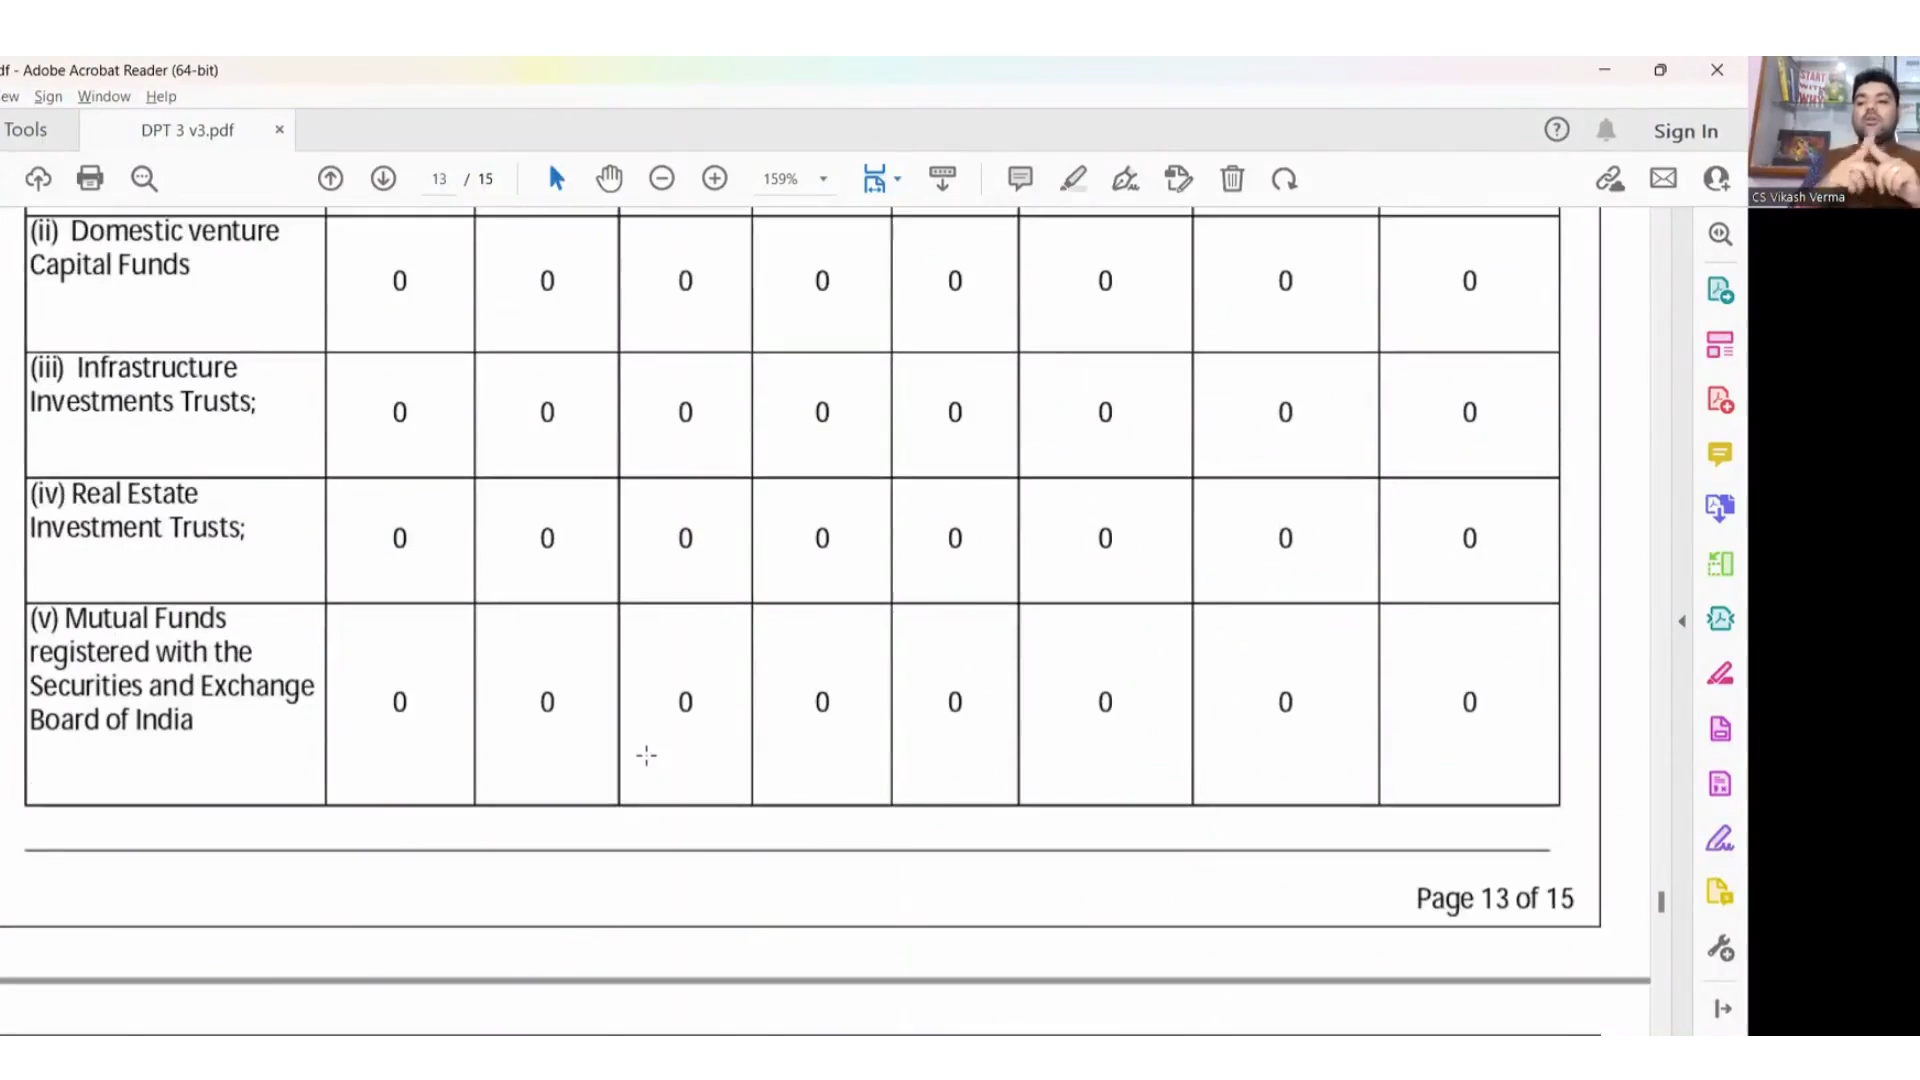 df - Adobe Acrobat Reader (64-bit)
ew Sign Window Help
START
WITH
WHY
Tools
DPT 3 v3.pdf
Sign In
13 / 15
159%
CS Vikash Verma
(ii) Domestic venture
Capital Funds
0 0 0 0 0 0 0 0
(iii) Infrastructure
Investments Trusts;
0 0 0 0 0 0 0 0
(iv) Real Estate
Investment Trusts;
0 0 0 0 0 0 0 0
(v) Mutual Funds
registered with the
Securities and Exchange
Board of India
0 0 0 0 0 0 0 0
Page 13 of 15